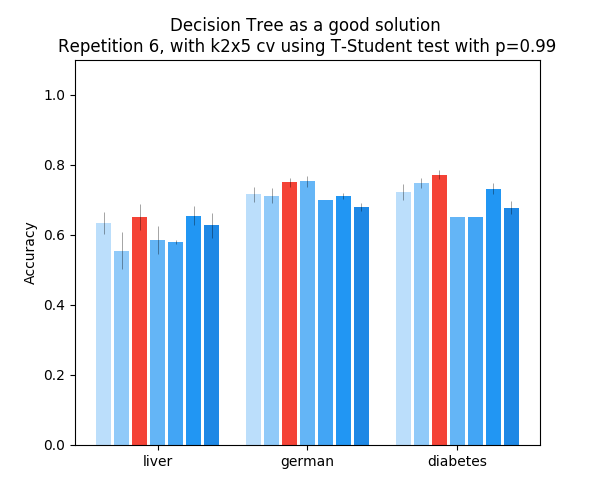 Decision Tree as a good solution
Repetition 6, with k2x5 cv using T-Student test with p=0.99
1.0
0.8
0.6
0.4
0.2
0.0
Accuracy
liver
german
diabetes